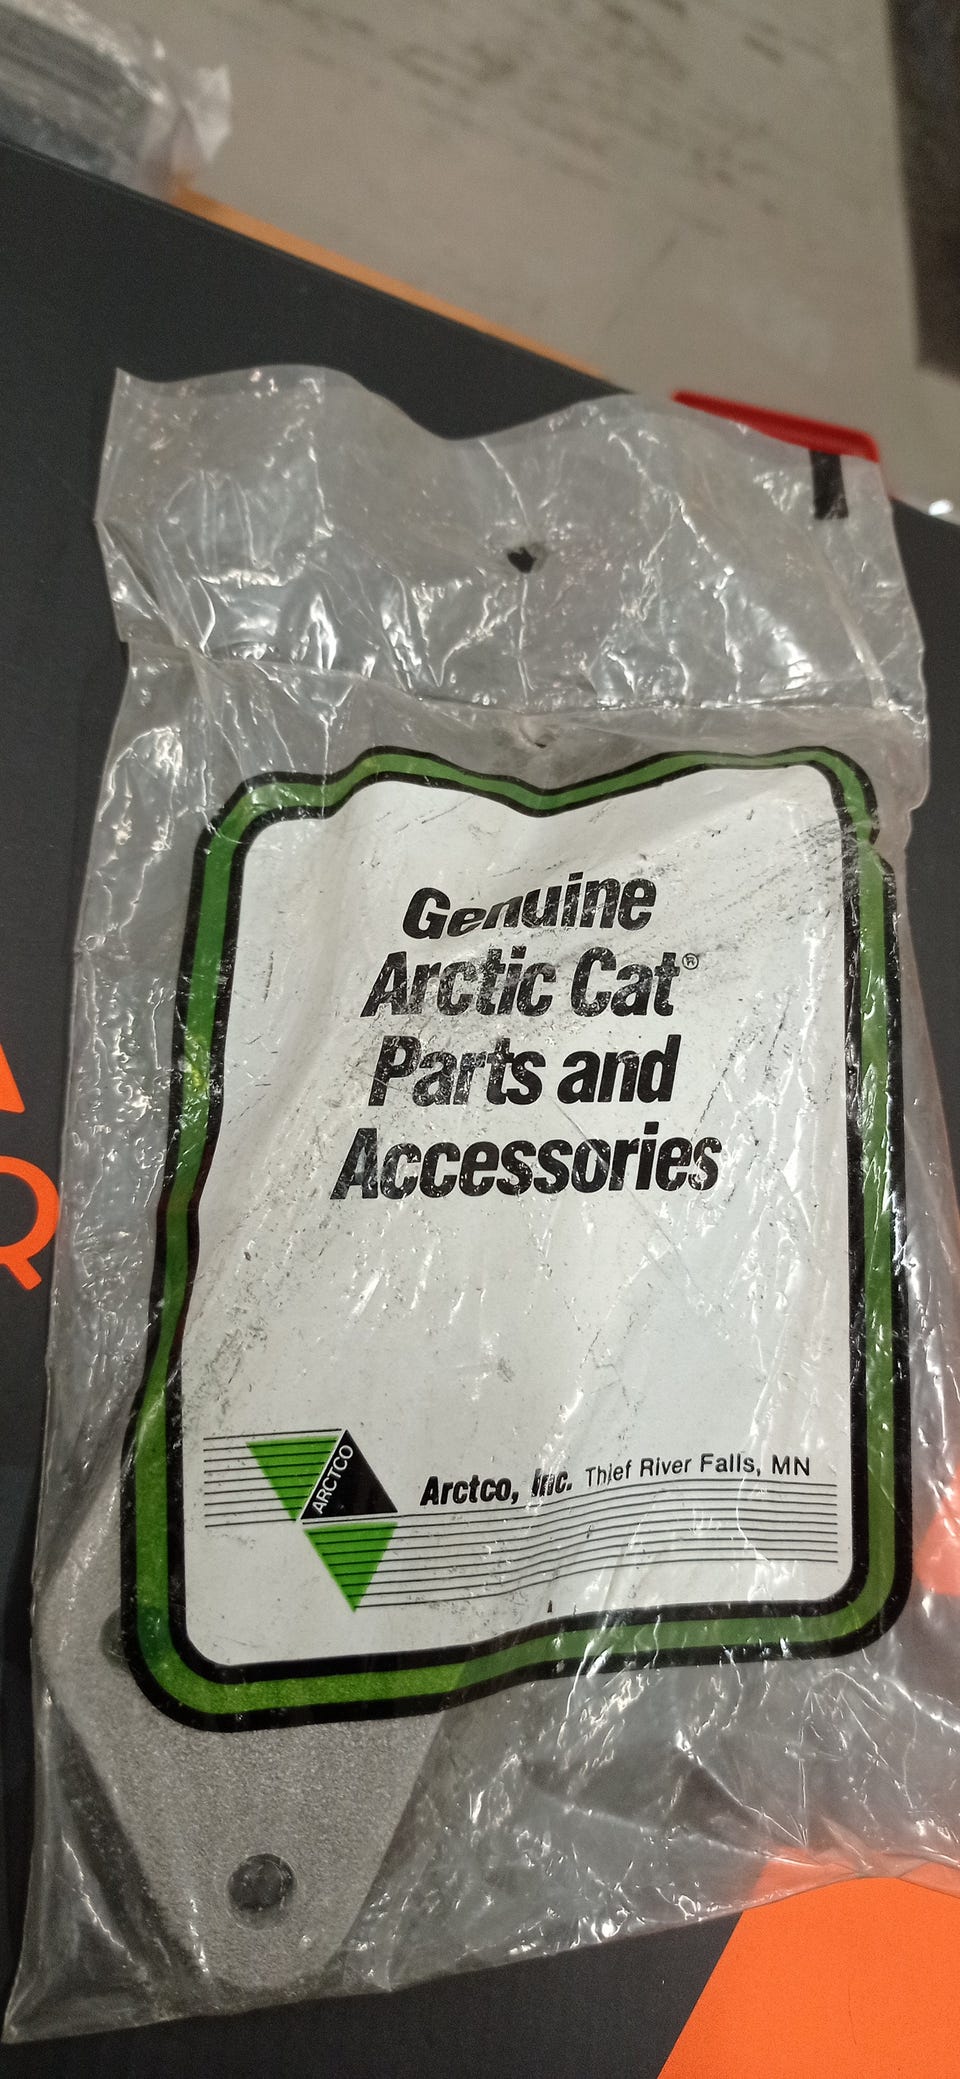 Genuine
Arctic Cat®
Parts and
Accessories
ARCTCO
Arctco, Inc. Thief River Falls, MN